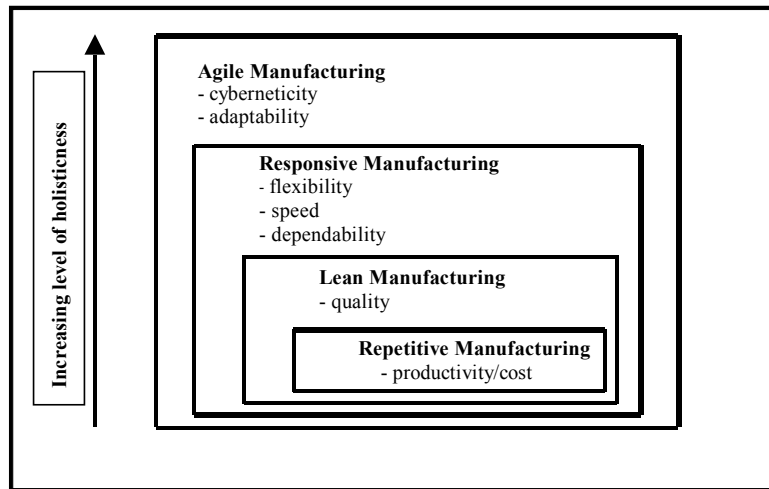 Increasing level of holisticness
Agile Manufacturing
- cyberneticity
- adaptability
Responsive Manufacturing
- flexibility
- speed
- dependability
Lean Manufacturing
- quality
Repetitive Manufacturing
- productivity/cost